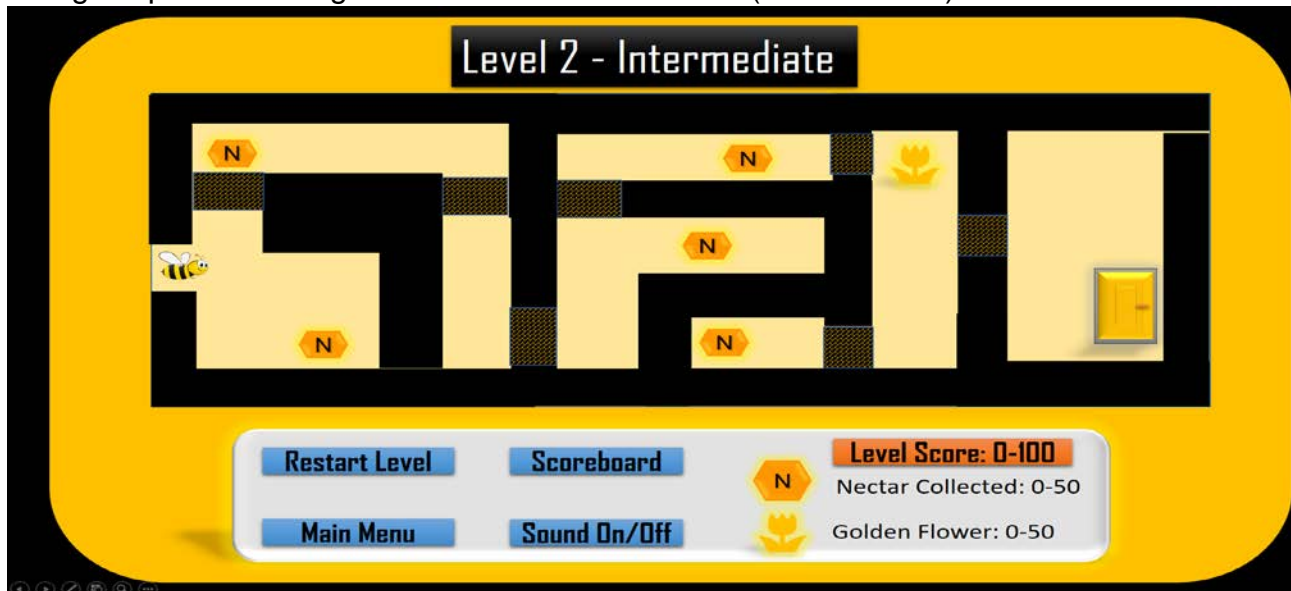 Level 2 - Intermediate
N
N
N
N
N
Restart Level
Scoreboard
Level Score: 0-100
N
Nectar Collected: 0-50
Main Menu
Sound On/Off
Golden Flower: 0-50